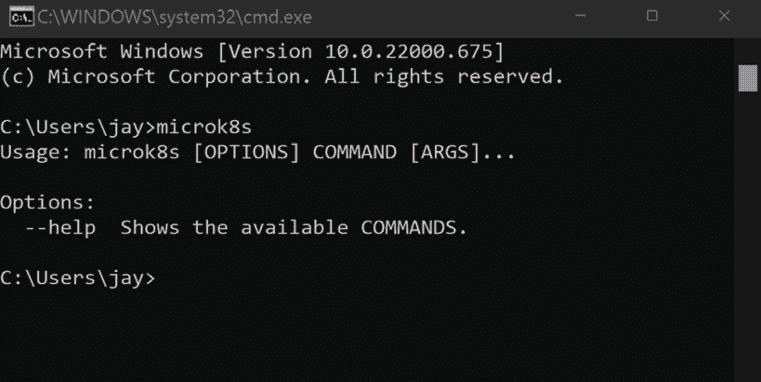 C:\WINDOWS\system32\cmd.exe
Microsoft Windows [Version 10.0.22000.675]
(c) Microsoft Corporation. All rights reserved.
C:\Users\jay>microk8s
Usage: microk8s [OPTIONS] COMMAND [ARGS]...
Options:
  --help  Shows the available COMMANDS.
C:\Users\jay>